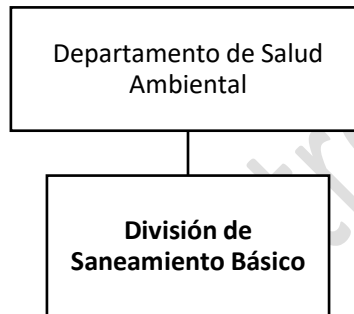 Departamento de Salud
Ambiental
División de
Saneamiento Básico